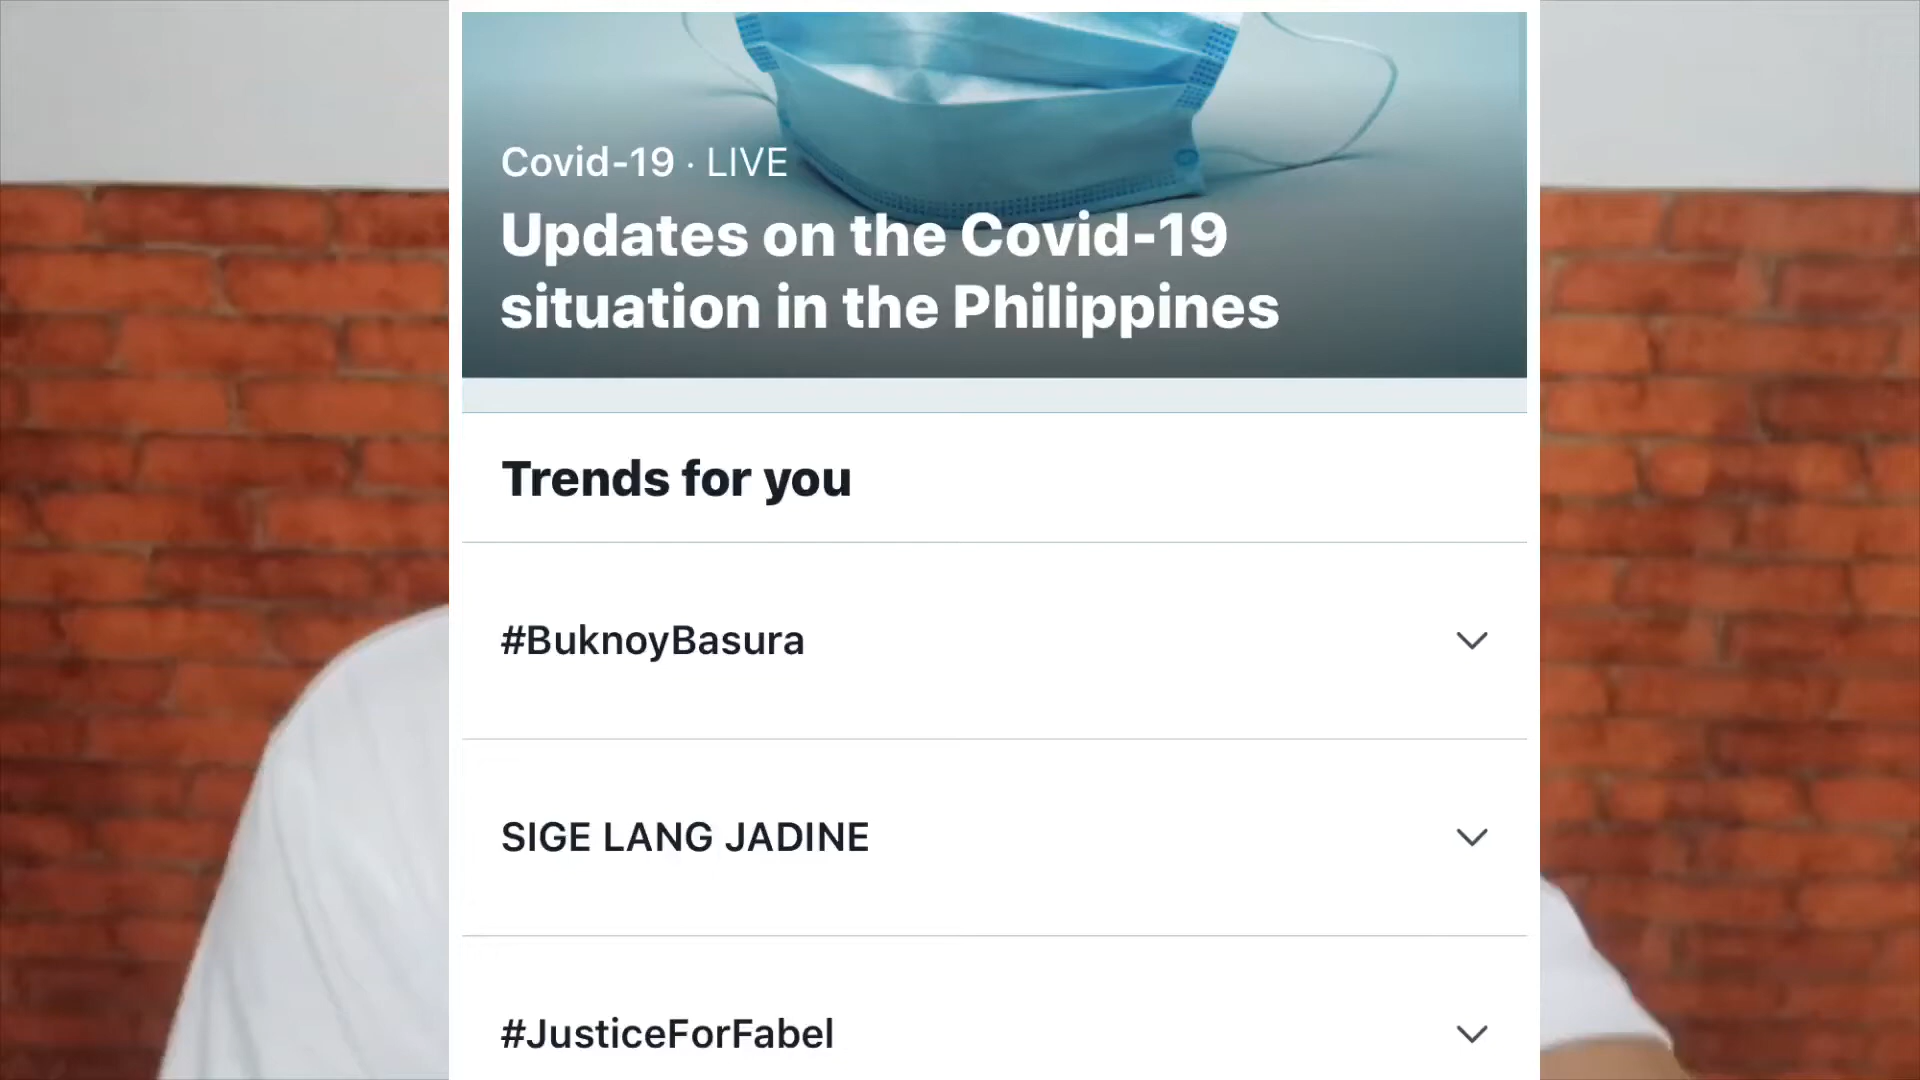 Covid-19 · LIVE
Updates on the Covid-19
situation in the Philippines
Trends for you
#BuknoyBasura
SIGE LANG JADINE
#JusticeForFabel